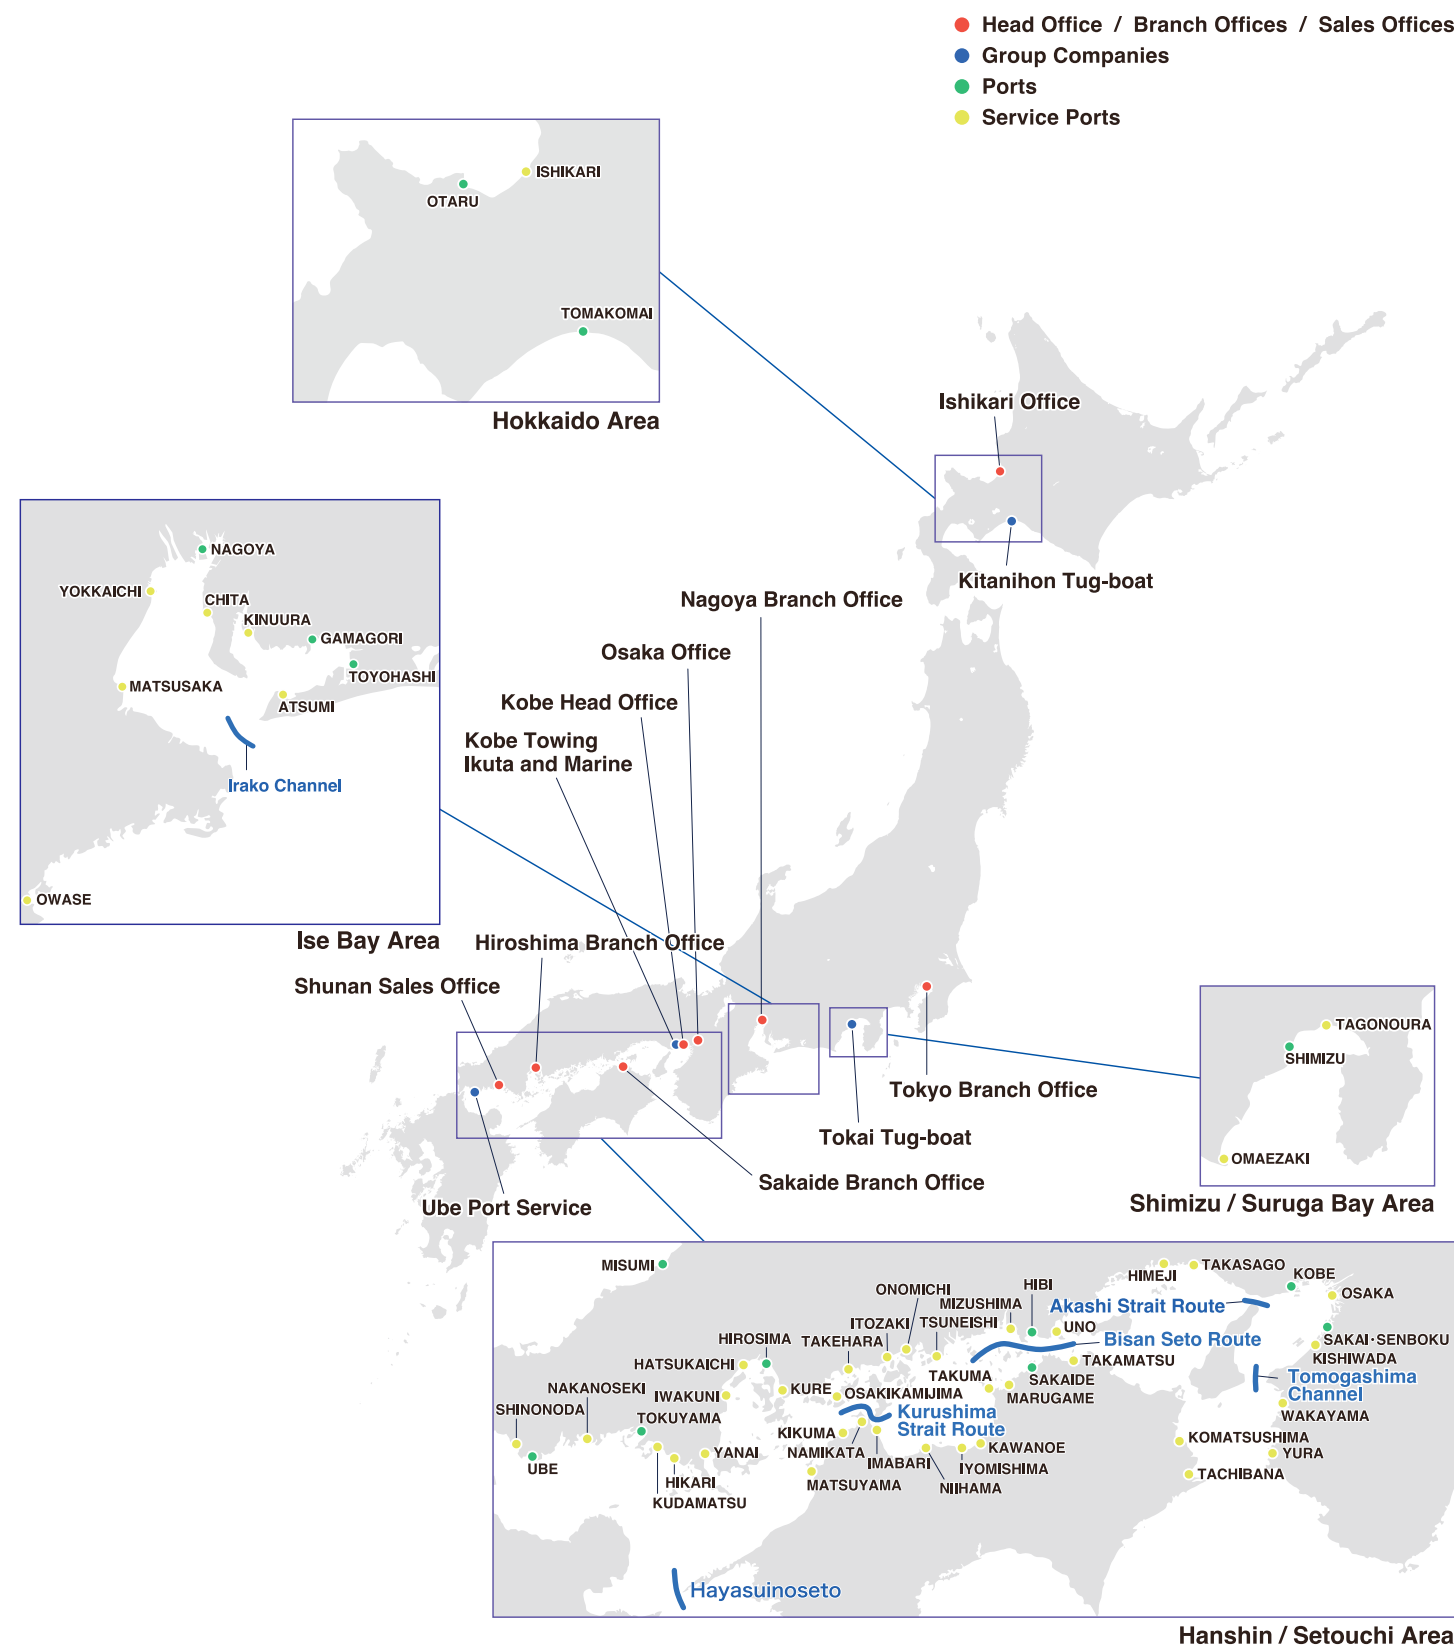 Head Office / Branch Offices / Sales Offices
Group Companies
Ports
Service Ports
ISHIKARI
OTARU
TOMAKOMAI
Hokkaido Area
Ishikari Office
Kitanihon Tug-boat
NAGOYA
YOKKAICHI
CHITA
KINUURA
GAMAGORI
TOYOHASHI
MATSUSAKA
ATSUMI
Irako Channel
OWASE
Ise Bay Area
Nagoya Branch Office
Osaka Office
Kobe Head Office
Kobe Towing
Ikuta and Marine
Hiroshima Branch Office
Shunan Sales Office
Tokyo Branch Office
Tokai Tug-boat
Sakaide Branch Office
Ube Port Service
TAGONOURA
SHIMIZU
OMAEZAKI
Shimizu / Suruga Bay Area
MISUMI
HIMEJI
TAKASAGO
KOBE
OSAKA
ONOMICHI
MIZUSHIMA
HIBI
Akashi Strait Route
ITOZAKI
TSUNEISHI
UNO
HIROSIMA
TAKEHARA
Bisan Seto Route
SAKAI·SENBOKU
KISHIWADA
HATSUKAICHI
TAKAMATSU
TAKUMA
SAKAIDE
MARUGAME
Tomogashima
Channel
NAKANOSEKI
IWAKUNI
KURE
OSAKIKAMIJIMA
SHINONODA
TOKUYAMA
Kurushima
Strait Route
WAKAYAMA
KIKUMA
NAMIKATA
IMABARI
KAWANOE
IYOMISHIMA
NIIHAMA
KOMATSUSHIMA
YURA
TACHIBANA
UBE
YANAI
HIKARI
KUDAMATSU
MATSUYAMA
Hayasuinoseto
Hanshin / Setouchi Area